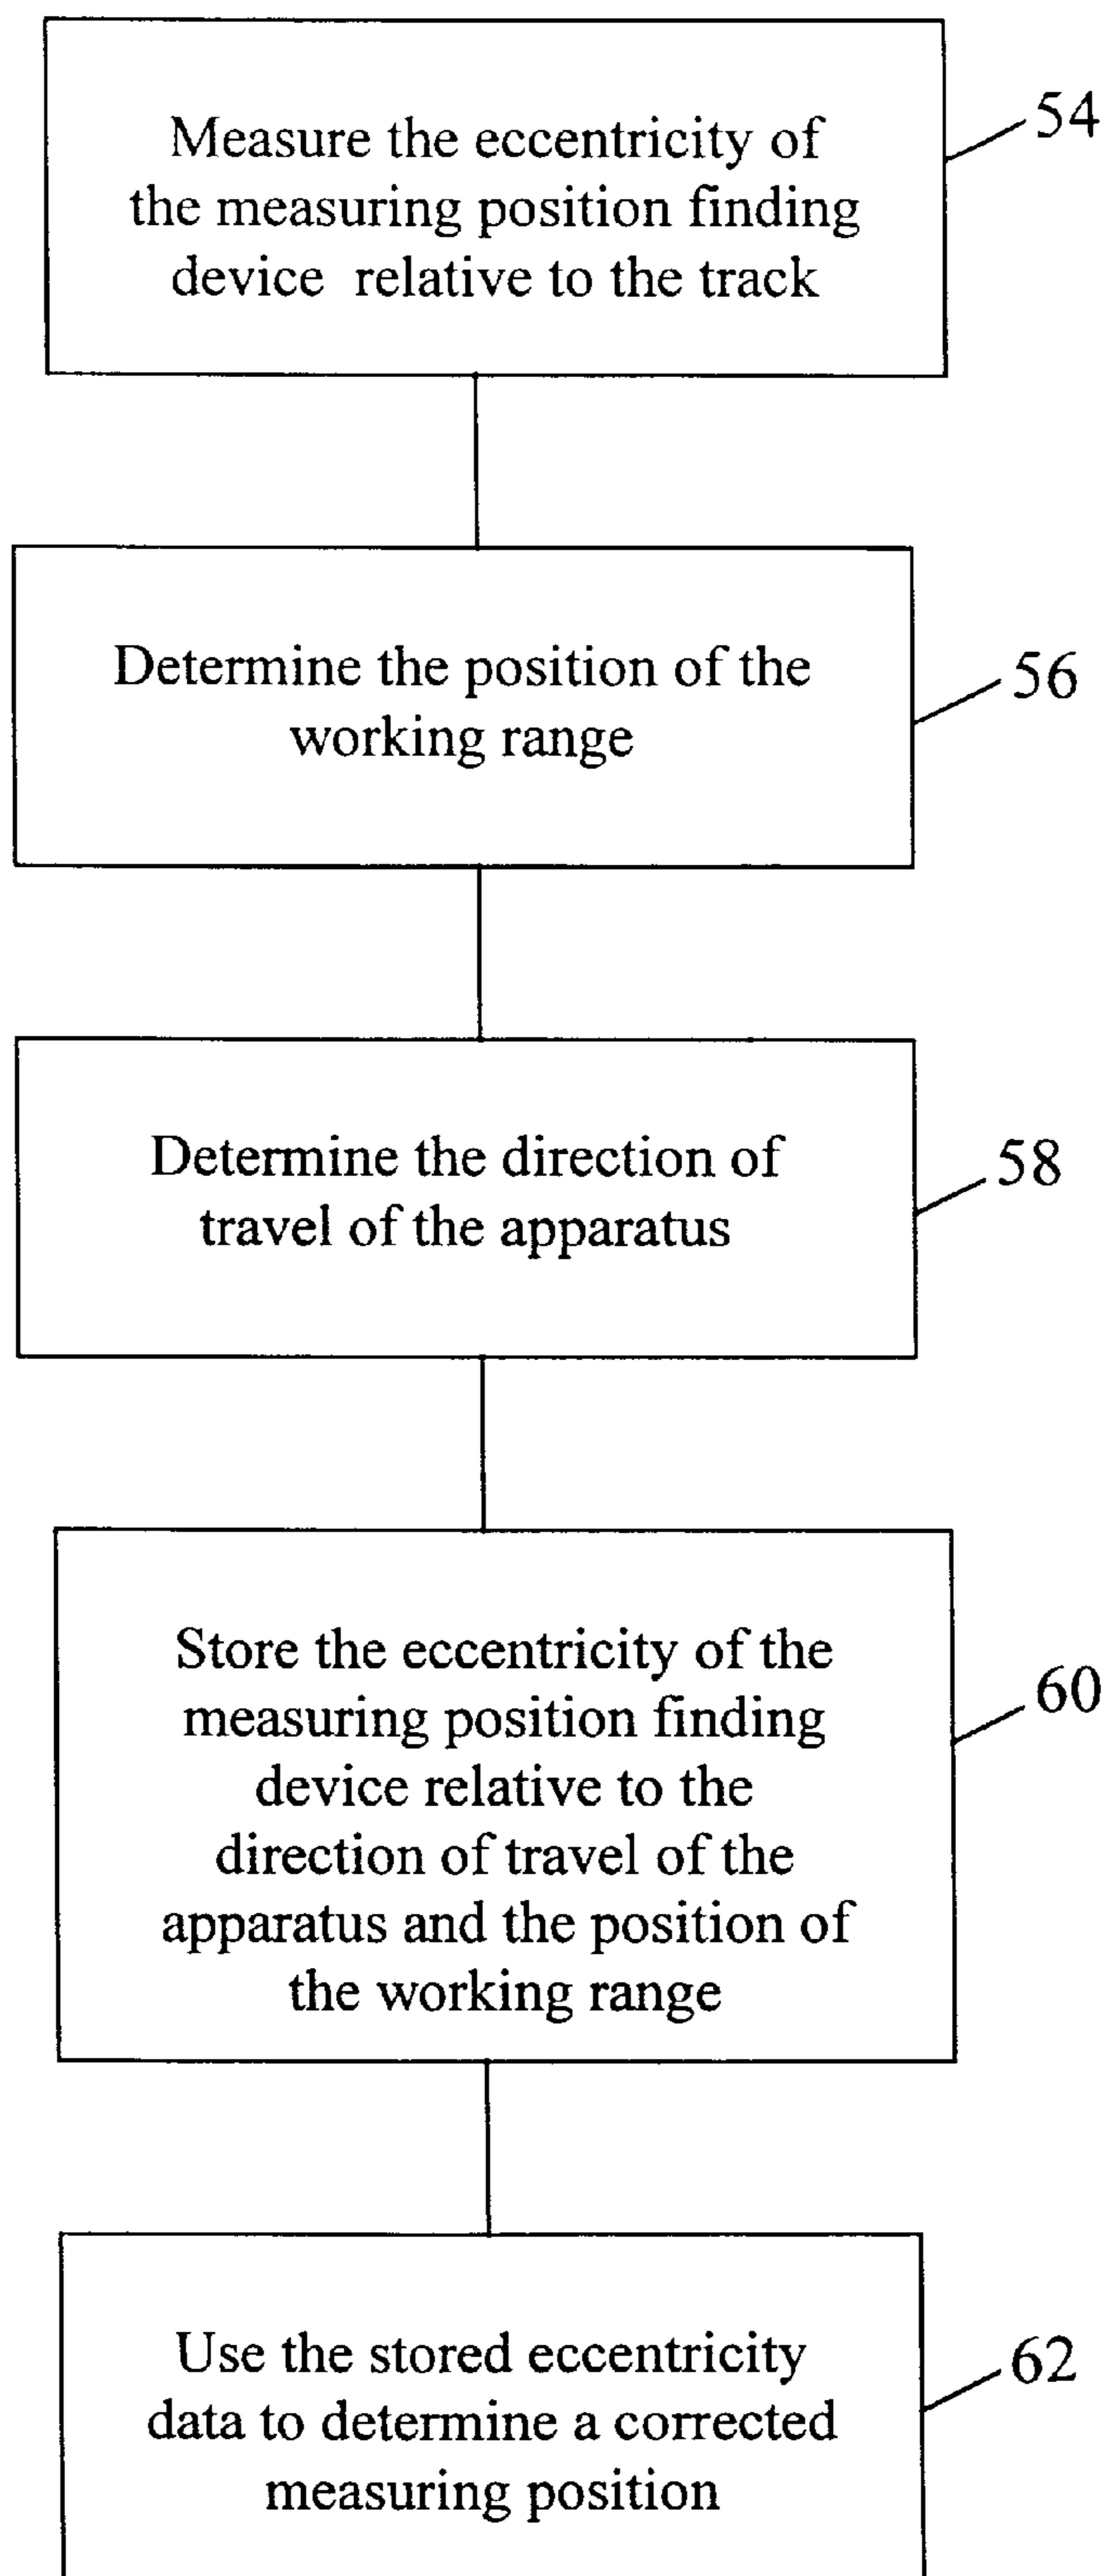 Measure the eccentricity of
the measuring position finding
device relative to the track
54
Determine the position of the
working range
56
Determine the direction of
travel of the apparatus
58
Store the eccentricity of the
measuring position finding
device relative to the
direction of travel of the
apparatus and the position of
the working range
60
Use the stored eccentricity
data to determine a corrected
measuring position
62